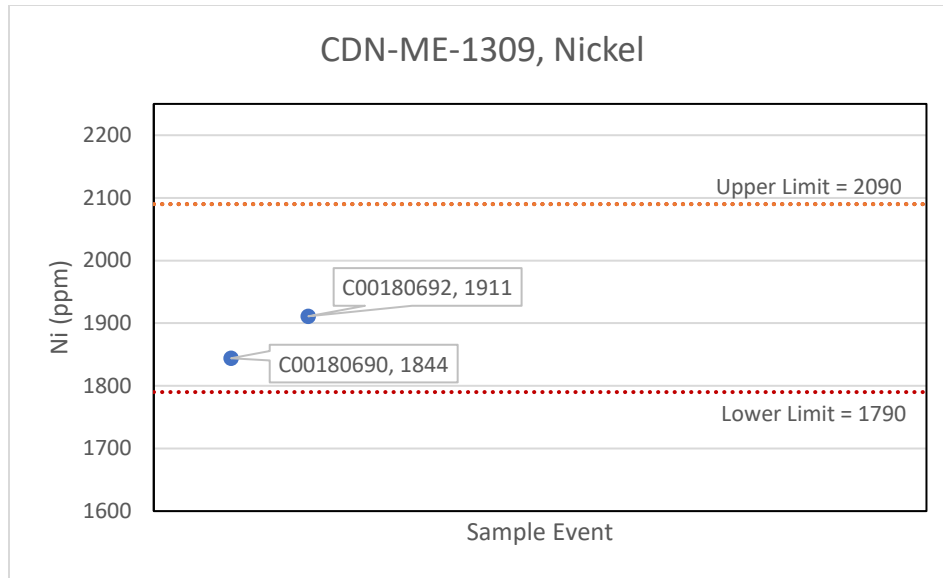 CDN-ME-1309, Nickel
2200
Upper Limit = 2090
2100
2000
C00180692, 1911
1900
C00180690, 1844
1800
Lower Limit = 1790
1700
1600
Ni (ppm)
Sample Event